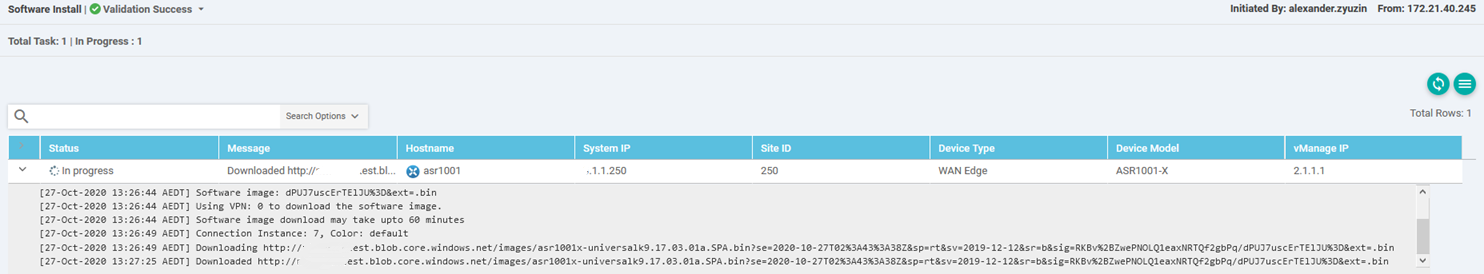 Software Install | Validation Success Initiated By: alexander.zyuzin From: 172.21.40.245
Total Task: 1 | In Progress : 1
Search Options Total Rows: 1
Status Message Hostname System IP Site ID Device Type Device Model vManage IP
In progress Downloaded http:// .est.bl... asr1001 .1.1.250 250 WAN Edge ASR1001-X 2.1.1.1
[27-Oct-2020 13:26:44 AEDT] Software image: dPUJ7uscErTElJU%3D&ext=.bin
[27-Oct-2020 13:26:44 AEDT] Using VPN: 0 to download the software image.
[27-Oct-2020 13:26:44 AEDT] Software image download may take upto 60 minutes
[27-Oct-2020 13:26:49 AEDT] Connection Instance: 7, Color: default
[27-Oct-2020 13:26:49 AEDT] Downloading http:// .est.blob.core.windows.net/images/asr1001x-universalk9.17.03.01a.SPA.bin?se=2020-10-27T02%3A43%3A38Z&sp=rt&sv=2019-12-12&sr=b&sig=RKBv%2BZwePNOLQ1eaxNRTQf2gbPq/dPUJ7uscErTElJU%3D&ext=.bin
[27-Oct-2020 13:27:25 AEDT] Downloaded http:// .est.blob.core.windows.net/images/asr1001x-universalk9.17.03.01a.SPA.bin?se=2020-10-27T02%3A43%3A38Z&sp=rt&sv=2019-12-12&sr=b&sig=RKBv%2BZwePNOLQ1eaxNRTQf2gbPq/dPUJ7uscErTElJU%3D&ext=.bin